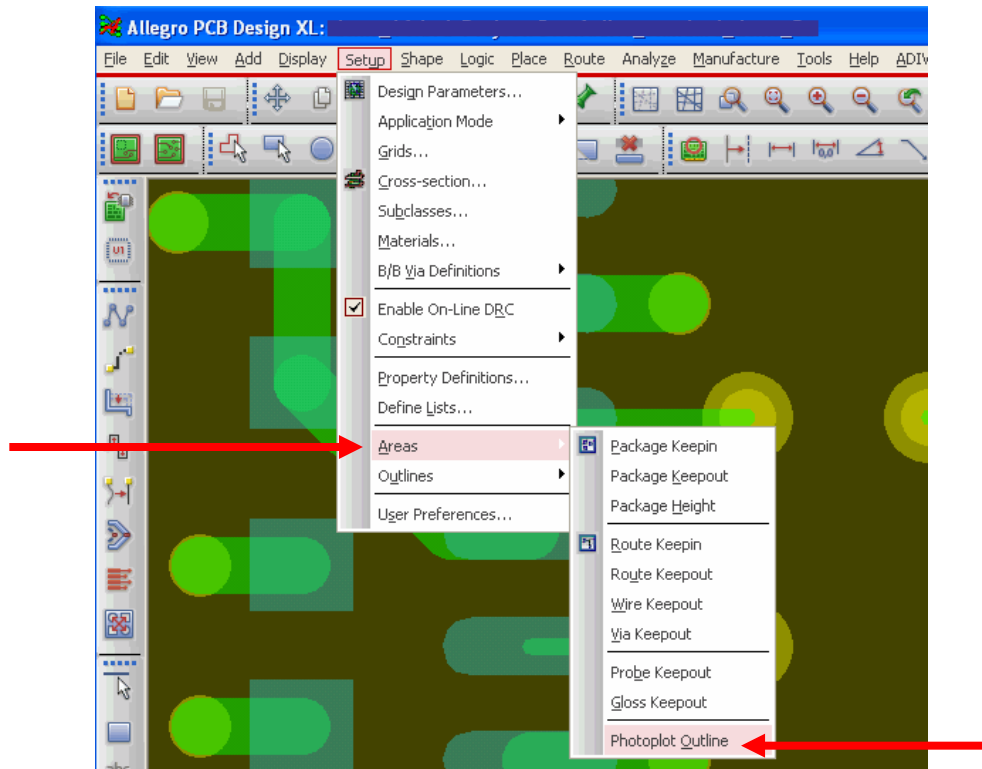 Allegro PCB Design XL:
File Edit View Add Display Setup Shape Logic Place Route Analyze Manufacture Tools Help
Design Parameters...
Application Mode
Grids...
Cross-section...
Subclasses...
Materials...
B/B Via Definitions
Enable On-Line DRC
Constraints
Property Definitions...
Define Lists...
Areas
Outlines
User Preferences...
Package Keepin
Package Keepout
Package Height
Route Keepin
Route Keepout
Wire Keepout
Via Keepout
Probe Keepout
Gloss Keepout
Photoplot Outline
U1
0,0